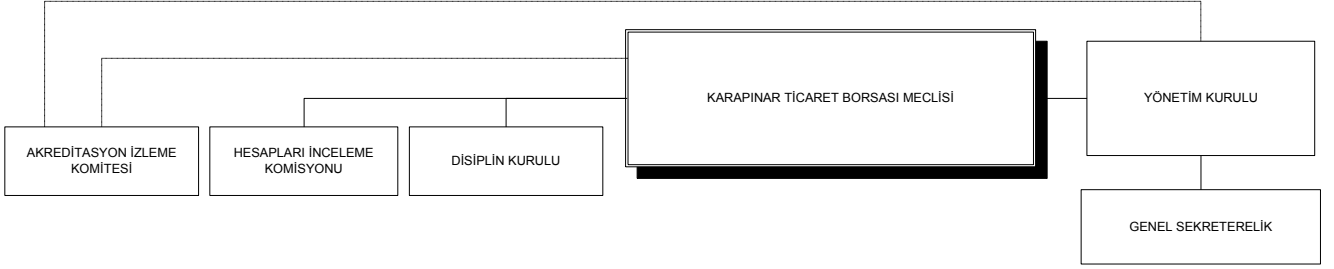 KARAPINAR TİCARET BORSASI MECLİSİ
YÖNETİM KURULU
AKREDİTASYON İZLEME
KOMİTESİ
HESAPLARI İNCELEME
KOMİSYONU
DİSİPLİN KURULU
GENEL SEKRETERELİK